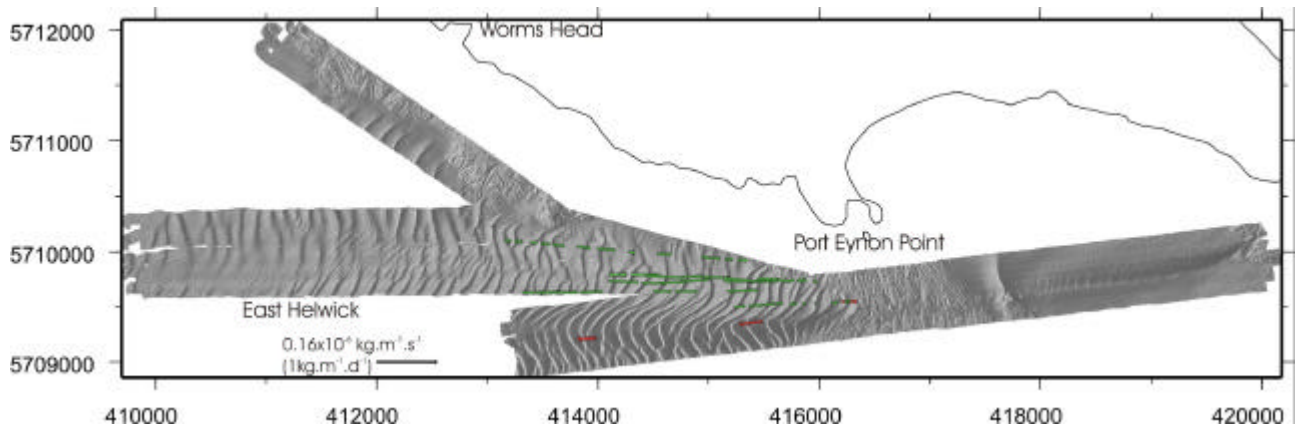 5712000
Worms Head
5711000
5710000
Port Eynon Point
East Helwick
0.16x10⁻⁶ kg.m⁻¹.s⁻¹
(1kg.m⁻¹.d⁻¹)
5709000
410000 412000 414000 416000 418000 420000